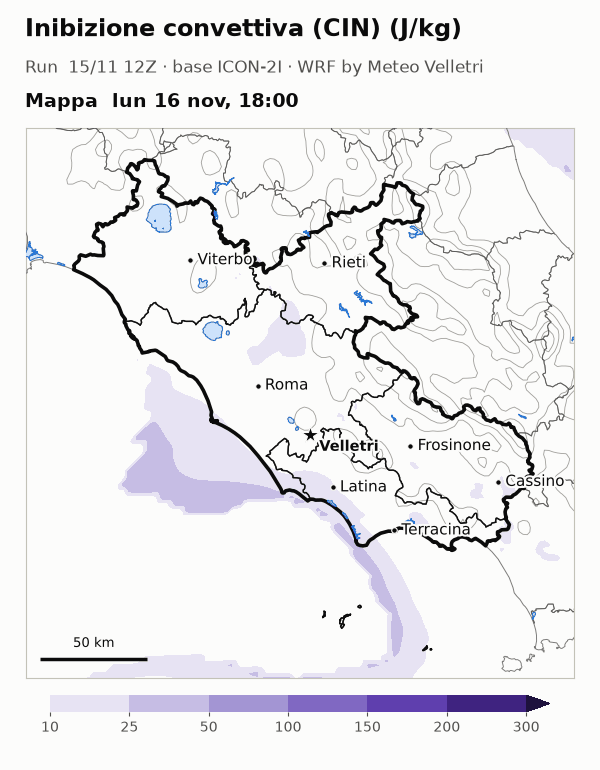 Inibizione convettiva (CIN) (J/kg)
Run  15/11 12Z · base ICON-2I · WRF by Meteo Velletri
Mappa  lun 16 nov, 18:00
Viterbo
Rieti
Roma
Velletri
Frosinone
Cassino
Latina
Terracina
50 km
10 25 50 100 150 200 300